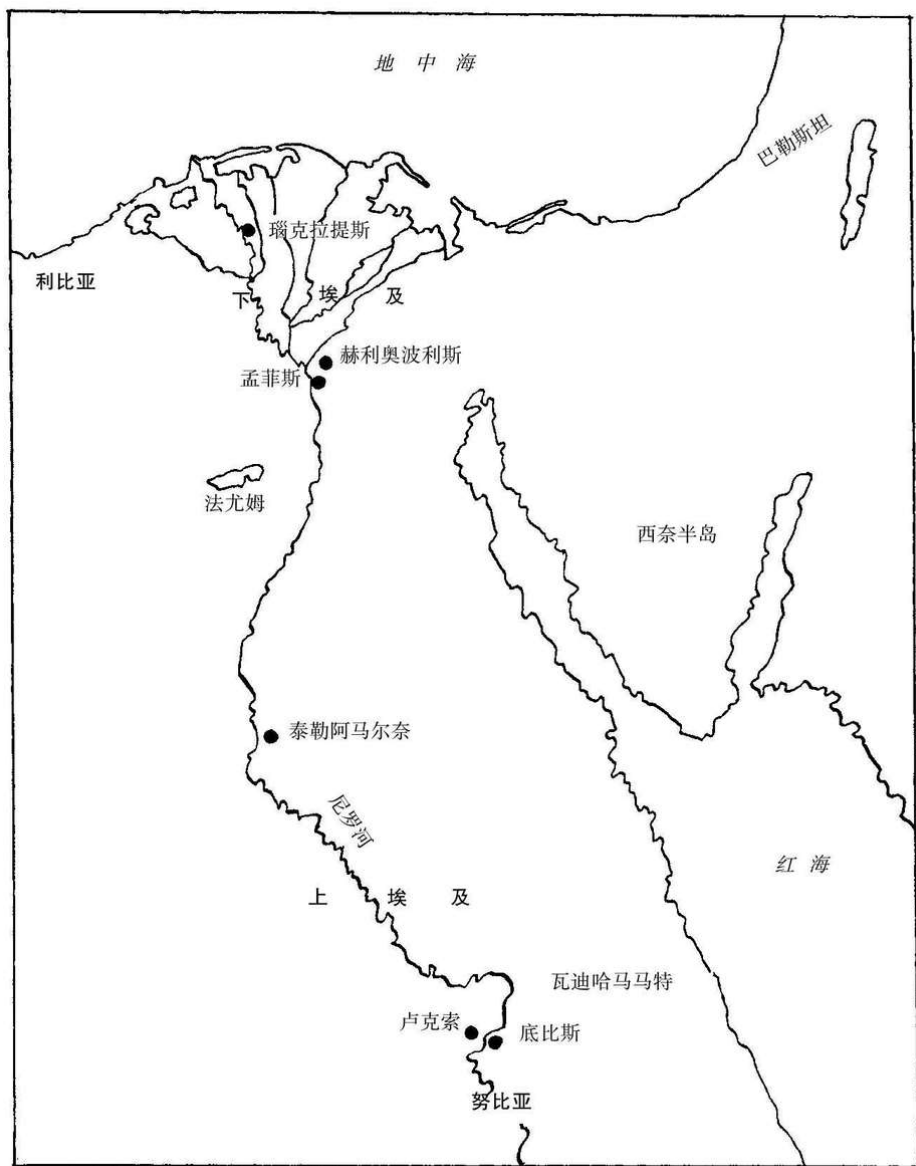 地中海
巴勒斯坦
瑙克拉提斯
利比亚
下埃及
赫利奥波利斯
孟菲斯
法尤姆
西奈半岛
泰勒阿马尔奈
尼罗河
红海
上埃及
瓦迪哈马马特
卢克索
底比斯
努比亚